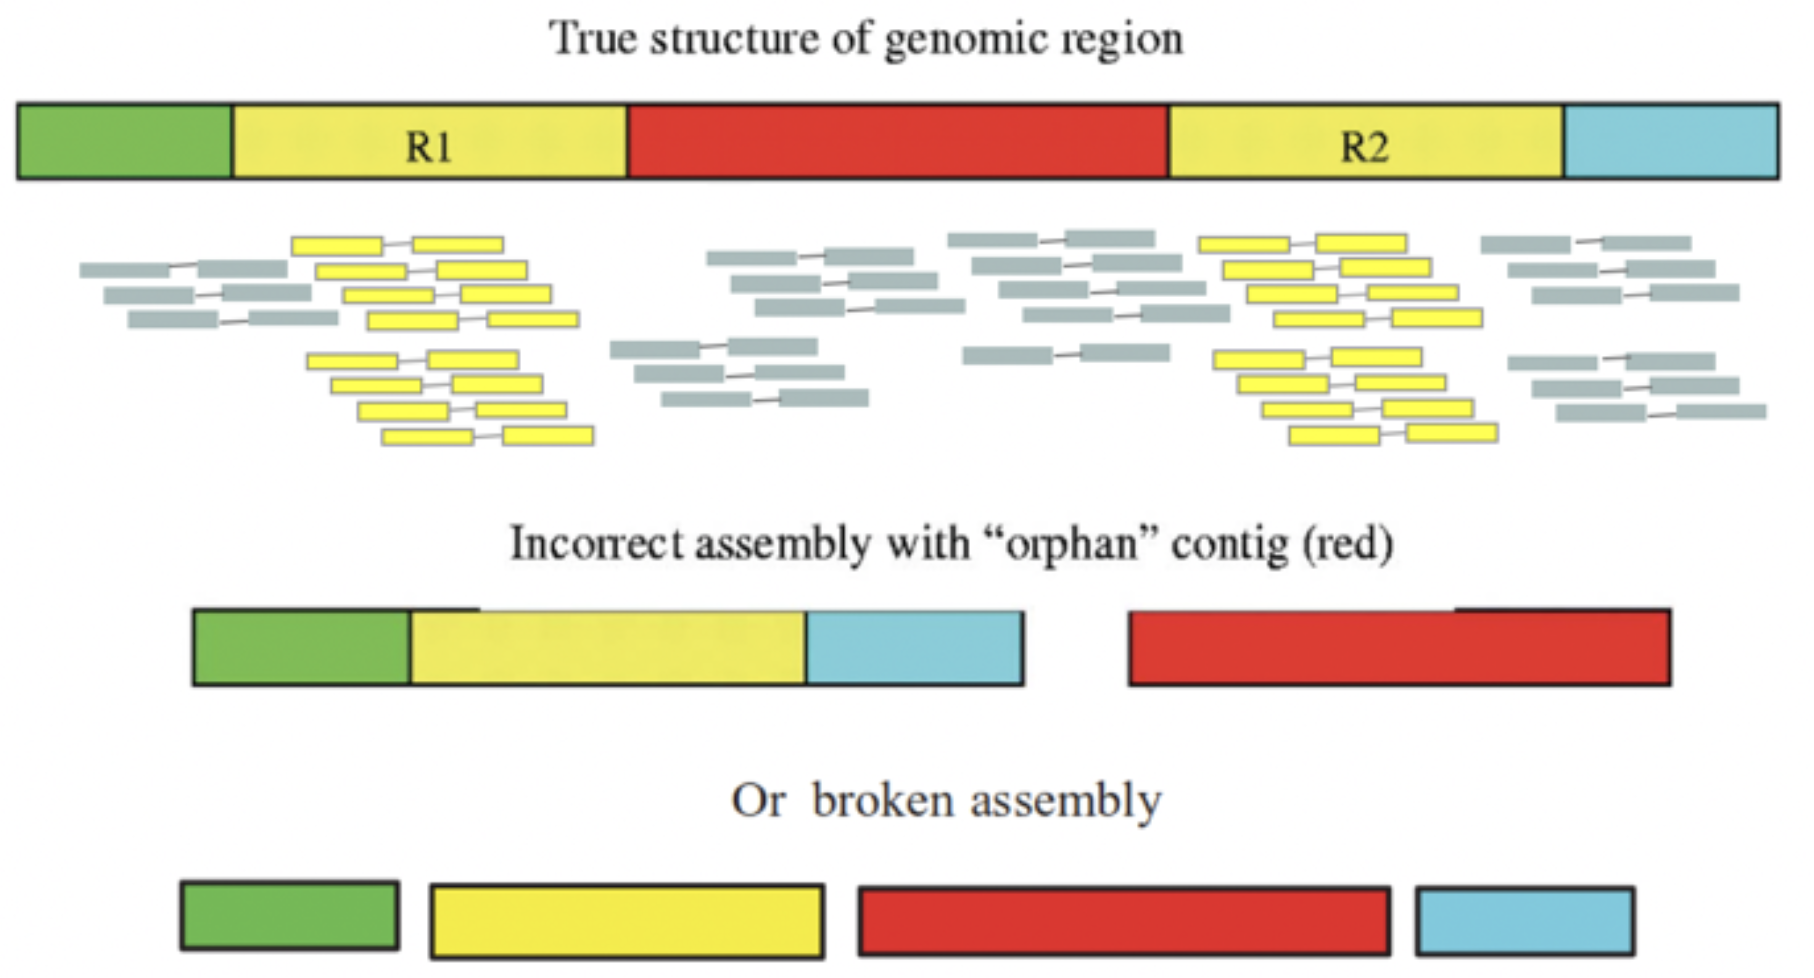 True structure of genomic region
R1
R2
Incorrect assembly with “orphan” contig (red)
Or broken assembly